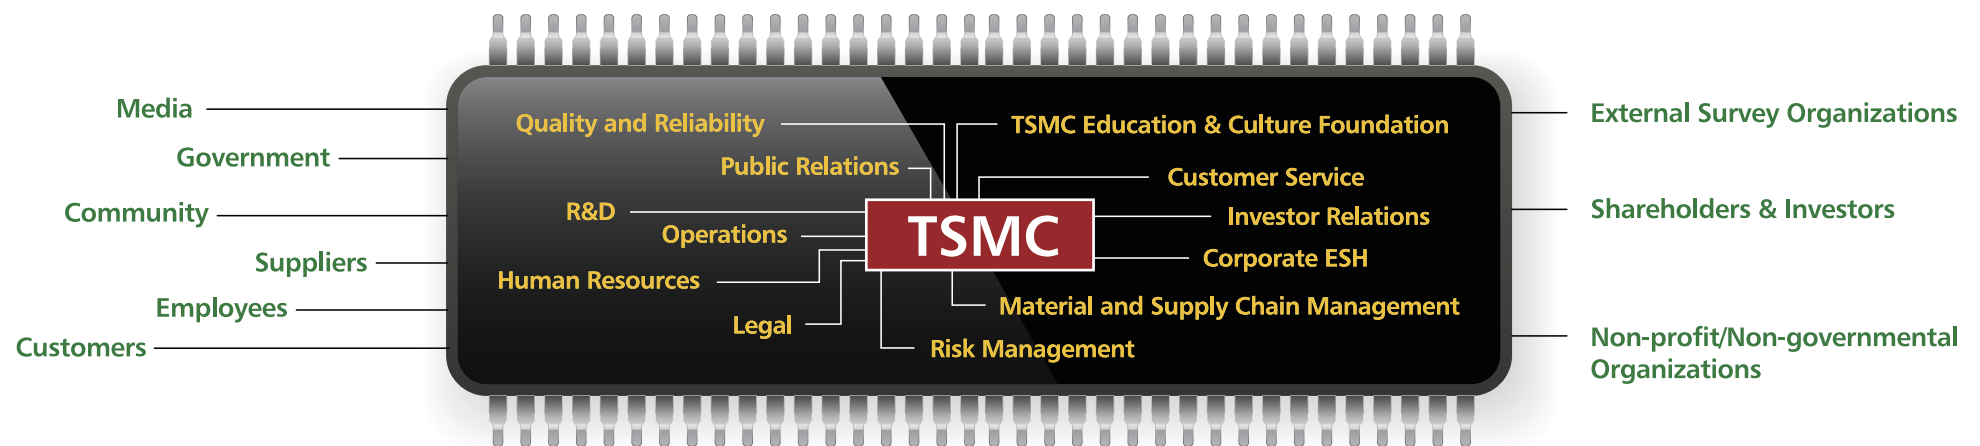 Media
Government
Community
Suppliers
Employees
Customers
Quality and Reliability
Public Relations
R&D
Operations
Human Resources
Legal
TSMC
TSMC Education & Culture Foundation
Customer Service
Investor Relations
Corporate ESH
Material and Supply Chain Management
Risk Management
External Survey Organizations
Shareholders & Investors
Non-profit/Non-governmental
Organizations